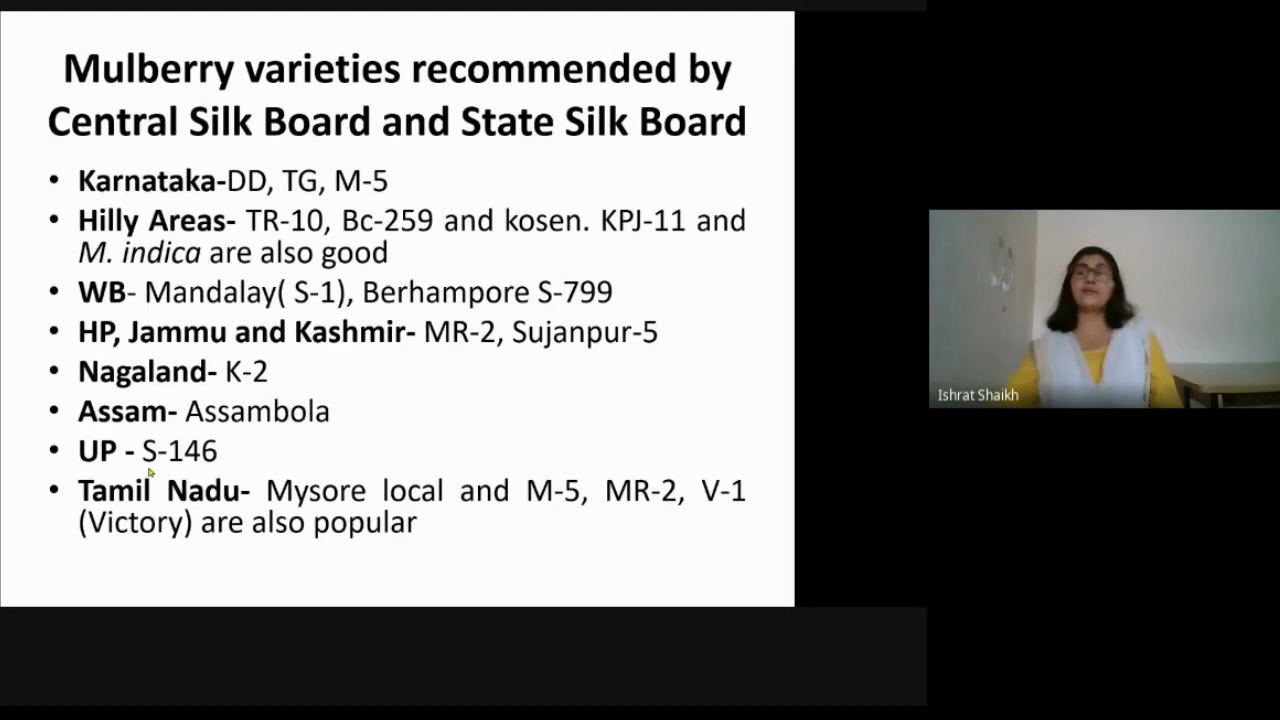 Mulberry varieties recommended by
Central Silk Board and State Silk Board
• Karnataka-DD, TG, M-5
• Hilly Areas- TR-10, Bc-259 and kosen. KPJ-11 and
M. indica are also good
• WB- Mandalay( S-1), Berhampore S-799
• HP, Jammu and Kashmir- MR-2, Sujanpur-5
• Nagaland- K-2
• Assam- Assambola
• UP - S-146
• Tamil Nadu- Mysore local and M-5, MR-2, V-1
(Victory) are also popular
Ishrat Shaikh